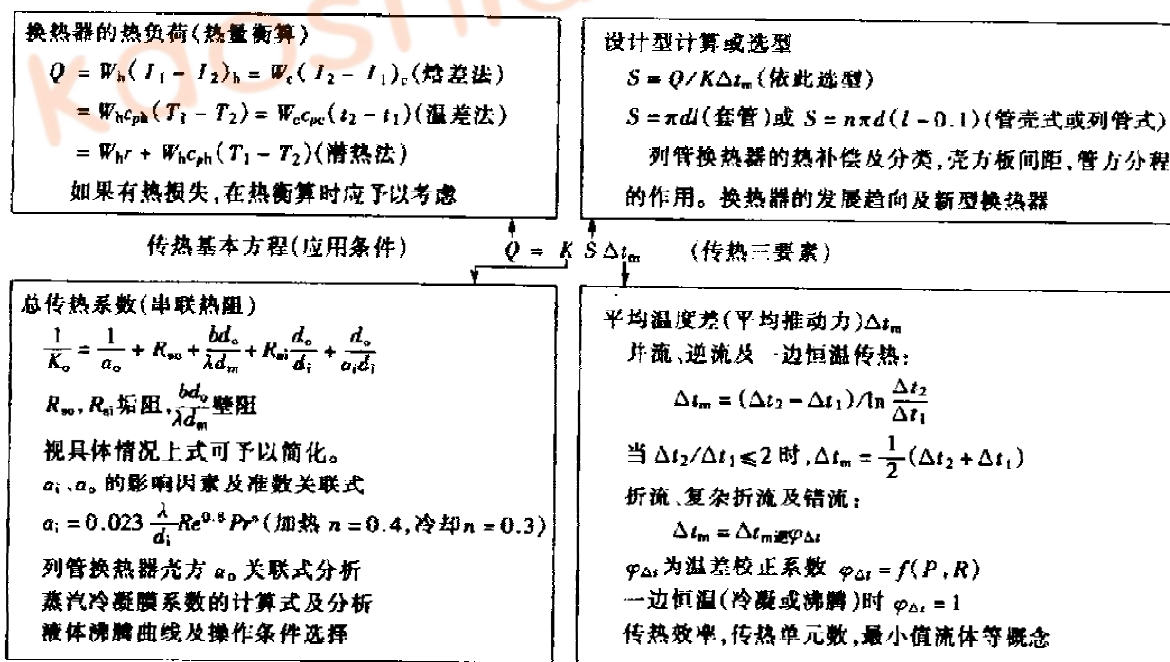 换热器的热负荷(热量衡算)
Q = W_h(I_1 - I_2)_h = W_c(I_2 - I_1)_c(焓差法)
= W_h c_ph(T_1 - T_2) = W_c c_pc(t_2 - t_1)(温差法)
= W_h r + W_h c_ph(T_1 - T_2)(潜热法)
如果有热损失,在热衡算时应予以考虑
设计型计算或选型
S = Q/KΔt_m(依此选型)
S = πdl(套管)或 S = nπd(l - 0.1)(管壳式或列管式)
列管换热器的热补偿及分类,壳方板间距,管方分程
的作用。换热器的发展趋向及新型换热器
传热基本方程(应用条件) Q = K S Δt_m (传热三要素)
总传热系数(串联热阻)
1/K_o = 1/a_o + R_so + bd_o/λd_m + R_si d_o/d_i + d_o/a_i d_i
R_so, R_si垢阻, bd_o/λd_m 壁阻
视具体情况上式可予以简化。
a_i、a_o 的影响因素及准数关联式
a_i = 0.023 λ/d_i Re^0.8 Pr^n (加热 n = 0.4,冷却 n = 0.3)
列管换热器壳方 a_o 关联式分析
蒸汽冷凝膜系数的计算式及分析
液体沸腾曲线及操作条件选择
平均温度差(平均推动力)Δt_m
并流、逆流及一边恒温传热:
Δt_m = (Δt_2 - Δt_1)/ln Δt_2/Δt_1
当 Δt_2/Δt_1 ≤ 2 时, Δt_m = 1/2(Δt_2 + Δt_1)
折流、复杂折流及错流:
Δt_m = Δt_m逆 φ_Δt
φ_Δt 为温差校正系数 φ_Δt = f(P, R)
一边恒温(冷凝或沸腾)时 φ_Δt = 1
传热效率,传热单元数,最小值流体等概念